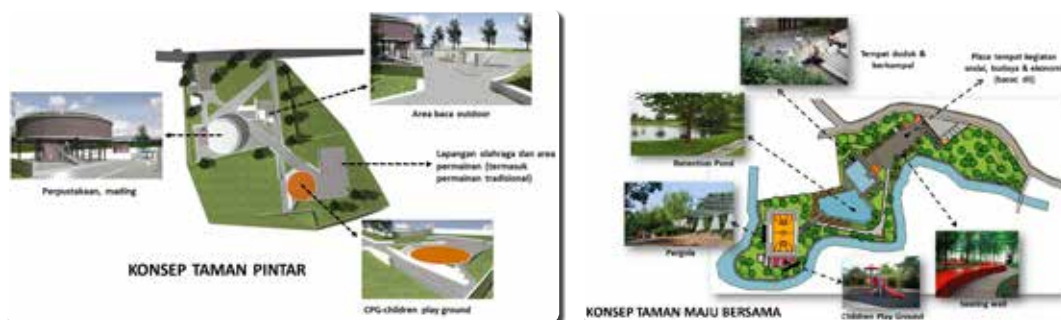 Area baca outdoor
Perpustakaan, mading
Lapangan olahraga dan area
permainan (termasuk
permainan tradisional)
KONSEP TAMAN PINTAR
CPG-children play ground
Tempat duduk &
berkumpul
Plaza tempat kegiatan
sosial, budaya & ekonomi
(bazac dll)
Retention Pond
Pergola
Seating wall
Children Play Ground
KONSEP TAMAN MAJU BERSAMA